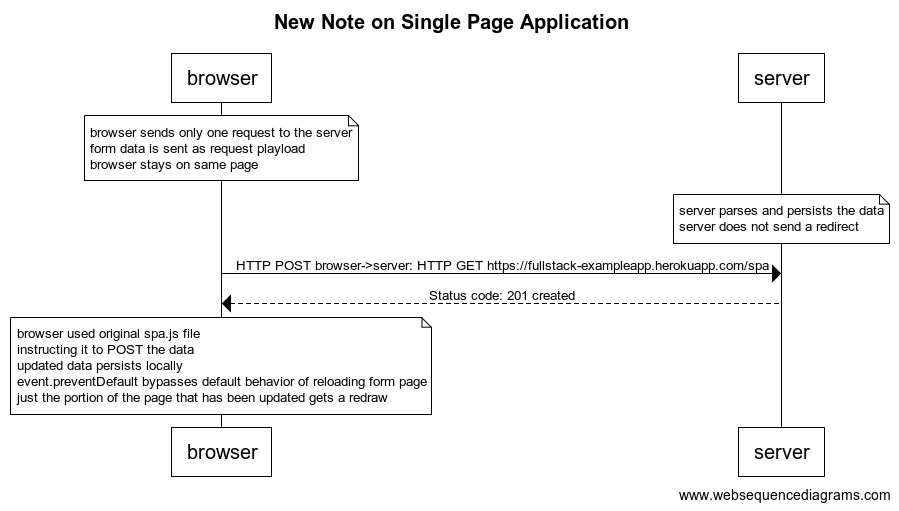 New Note on Single Page Application
browser
server
browser sends only one request to the server
form data is sent as request playload
browser stays on same page
server parses and persists the data
server does not send a redirect
HTTP POST browser->server: HTTP GET https://fullstack-exampleapp.herokuapp.com/spa
Status code: 201 created
browser used original spa.js file
instructing it to POST the data
updated data persists locally
event.preventDefault bypasses default behavior of reloading form page
just the portion of the page that has been updated gets a redraw
browser
server
www.websequencediagrams.com